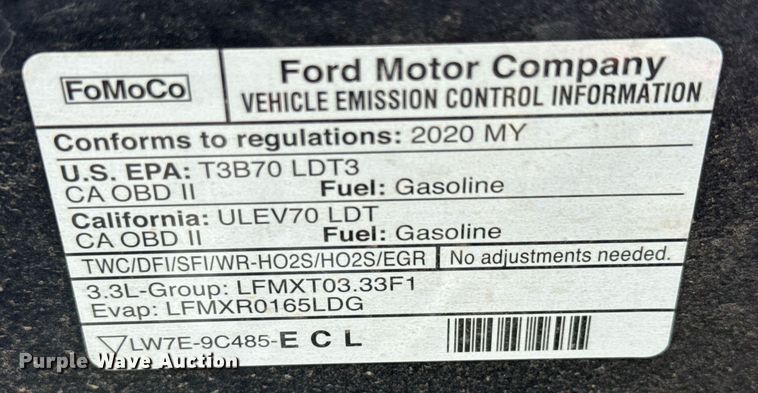 FoMoCo
Ford Motor Company
VEHICLE EMISSION CONTROL INFORMATION
Conforms to regulations: 2020 MY
U.S. EPA: T3B70 LDT3
CA OBD II Fuel: Gasoline
California: ULEV70 LDT
CA OBD II Fuel: Gasoline
TWC/DFI/SFI/WR-HO2S/HO2S/EGR No adjustments needed.
3.3L-Group: LFMXT03.33F1
Evap: LFMXR0165LDG
LW7E-9C485-E C L
Purple Wave Auction